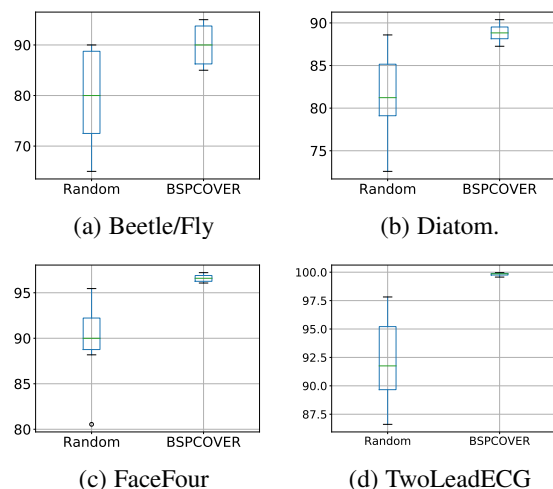 90
80
70
Random BSPCOVER
(a) Beetle/Fly
90
85
80
75
Random BSPCOVER
(b) Diatom.
95
90
85
80
Random BSPCOVER
(c) FaceFour
100.0
97.5
95.0
92.5
90.0
87.5
Random BSPCOVER
(d) TwoLeadECG